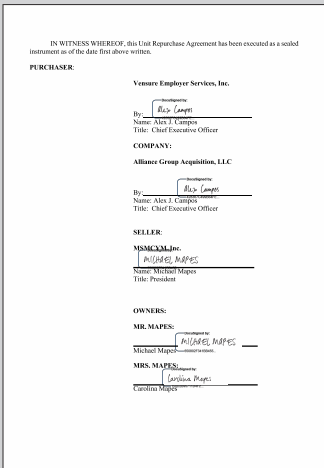 IN WITNESS WHEREOF, this Unit Repurchase Agreement has been executed as a sealed
instrument as of the date first above written.
PURCHASER:
Vensure Employer Services, Inc.
DocuSigned by:
Alex Campos
By:
Name: Alex J. Campos
Title: Chief Executive Officer
COMPANY:
Alliance Group Acquisition, LLC
DocuSigned by:
Alex Campos
By:
Name: Alex J. Campos
Title: Chief Executive Officer
SELLER:
MSMCYM, Inc.
MICHAEL MAPES
Name: Michael Mapes
Title: President
OWNERS:
MR. MAPES:
DocuSigned by:
MICHAEL MAPES
Michael Mapes
MRS. MAPES:
DocuSigned by:
Carolina Mapes
Carolina Mapes